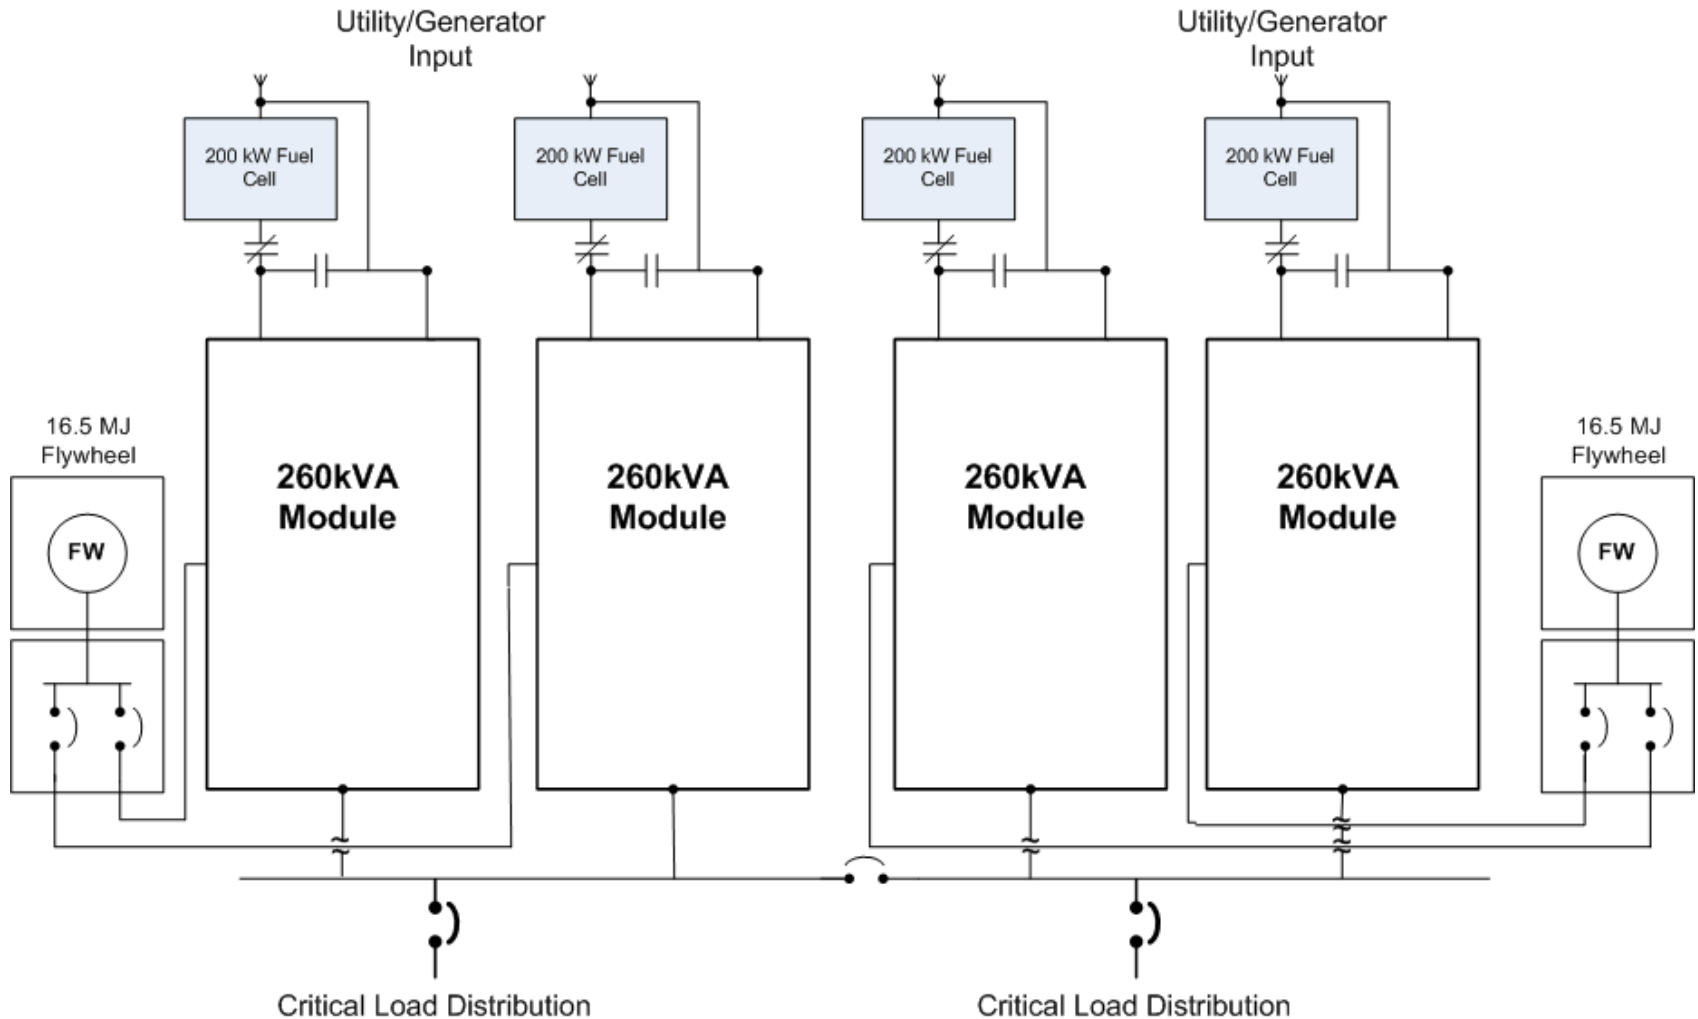 Utility/Generator
Input
Utility/Generator
Input
200 kW Fuel
Cell
200 kW Fuel
Cell
200 kW Fuel
Cell
200 kW Fuel
Cell
16.5 MJ
Flywheel
16.5 MJ
Flywheel
260kVA
Module
260kVA
Module
260kVA
Module
260kVA
Module
FW
FW
Critical Load Distribution
Critical Load Distribution